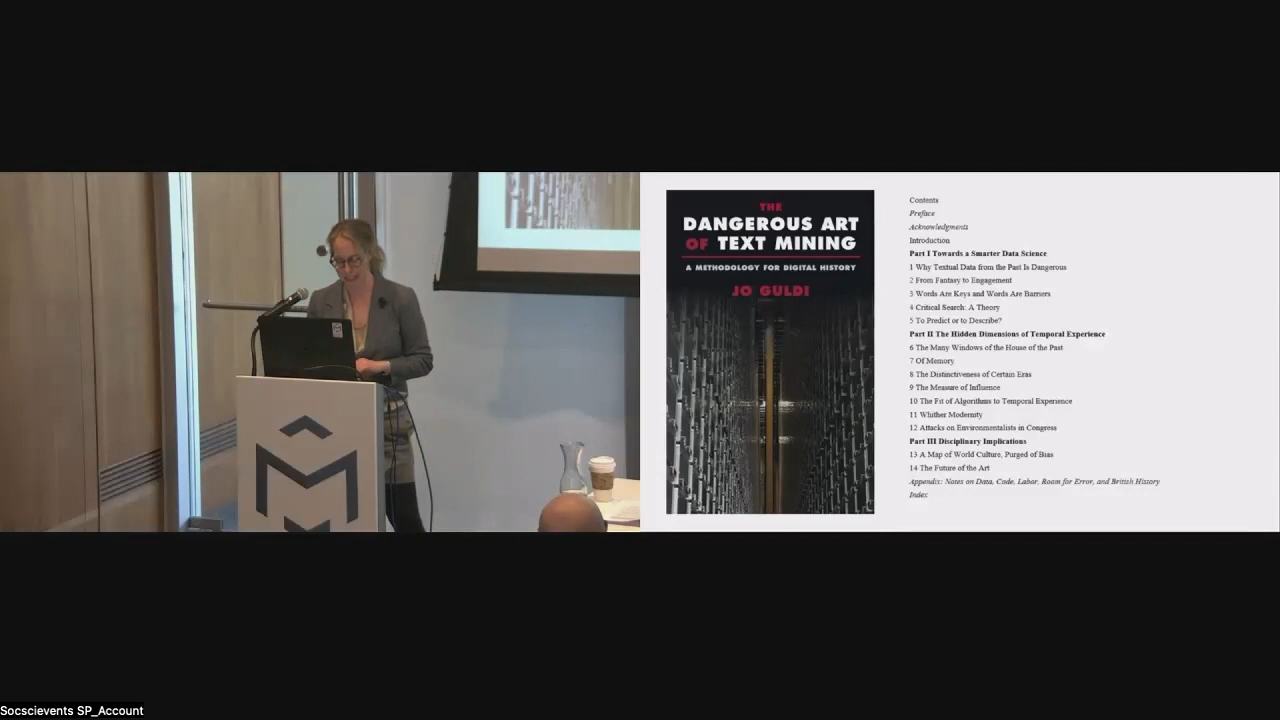 THE
DANGEROUS ART
OF TEXT MINING
A METHODOLOGY FOR DIGITAL HISTORY
JO GULDI
Contents
Preface
Acknowledgments
Introduction
Part I Towards a Smarter Data Science
1 Why Textual Data from the Past Is Dangerous
2 From Fantasy to Engagement
3 Words Are Keys and Words Are Barriers
4 Critical Search: A Theory
5 To Predict or to Describe?
Part II The Hidden Dimensions of Temporal Experience
6 The Many Windows of the House of the Past
7 Of Memory
8 The Distinctiveness of Certain Eras
9 The Measure of Influence
10 The Fit of Algorithms to Temporal Experience
11 Whither Modernity
12 Attacks on Environmentalists in Congress
Part III Disciplinary Implications
13 A Map of World Culture, Purged of Bias
14 The Future of the Art
Appendix: Notes on Data, Code, Labor, Room for Error, and British History
Index
Socscievents SP_Account